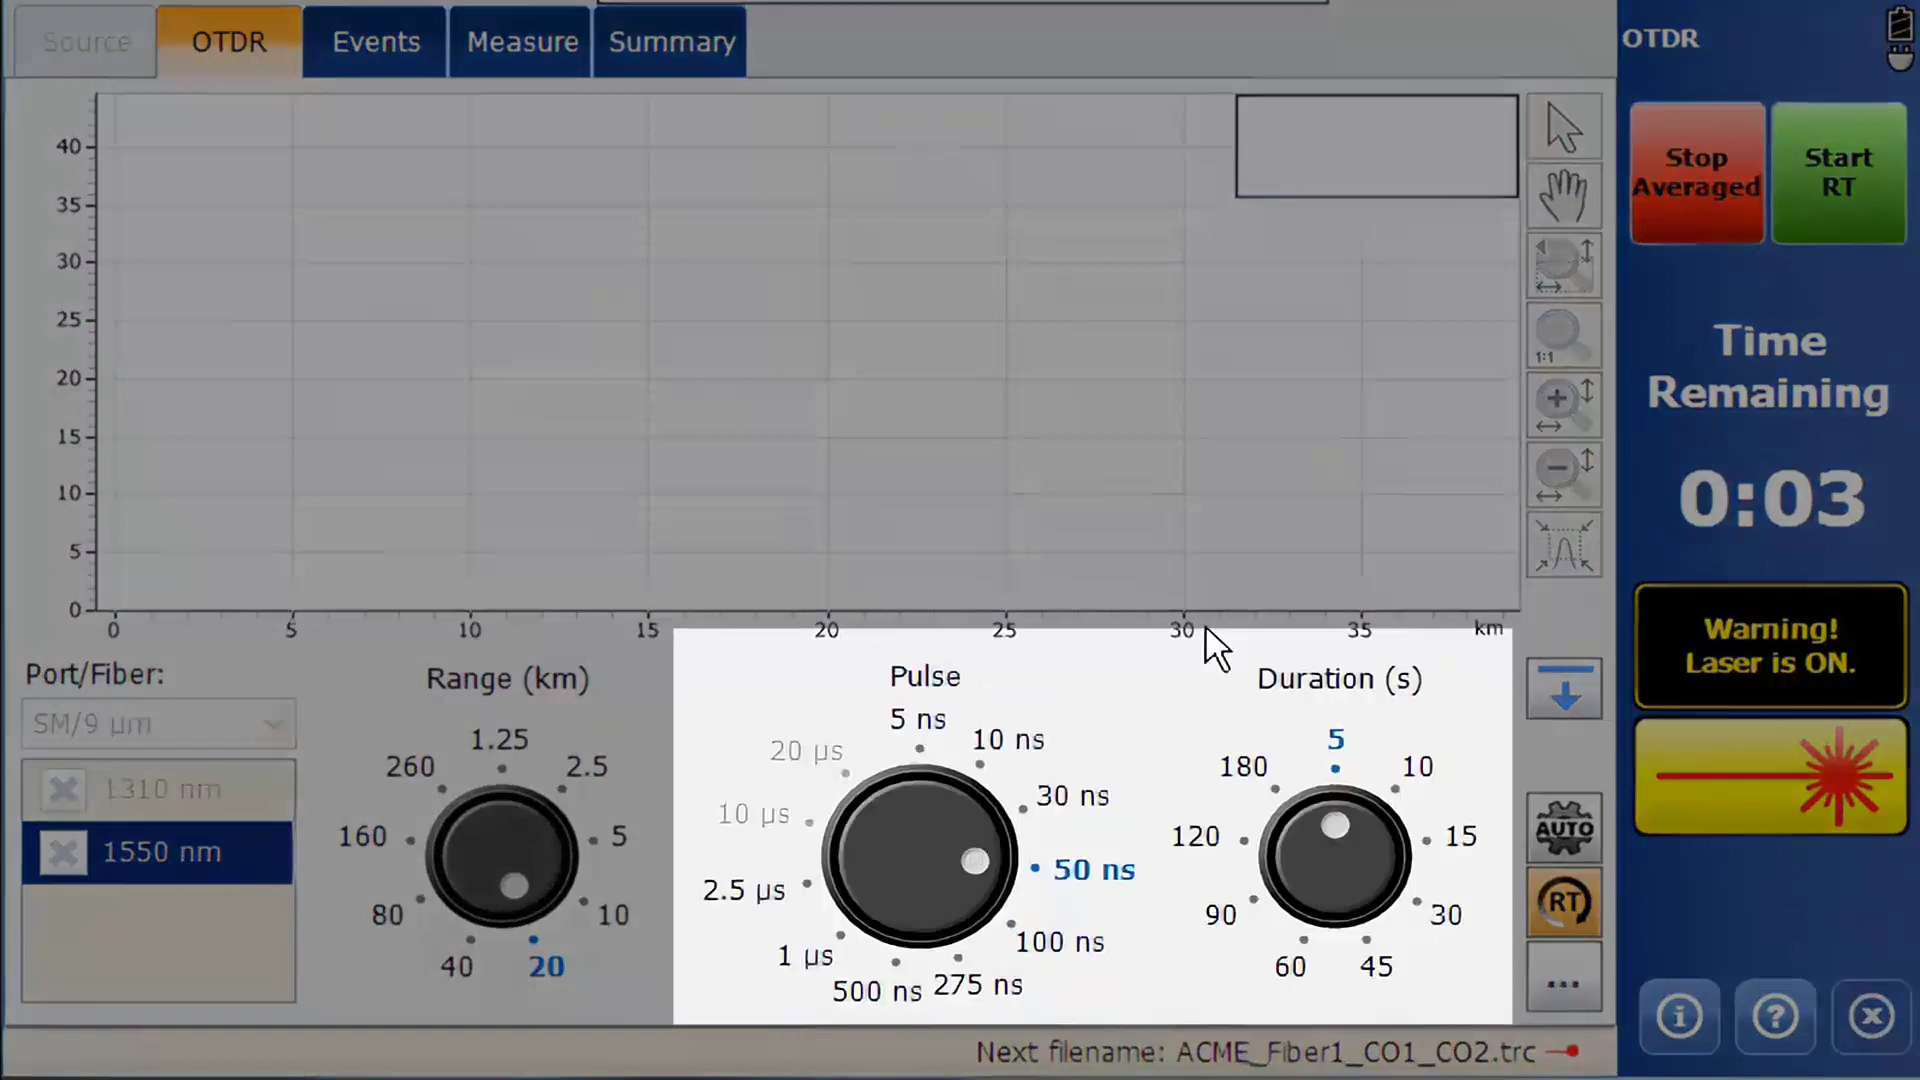 Source
OTDR
Events
Measure
Summary
OTDR
Stop
Averaged
Start
RT
40
35
30
25
20
15
10
5
0
0 5 10 15 20 25 30 35 km
1:1
Time
Remaining
0:03
Warning!
Laser is ON.
Port/Fiber:
SM/9 µm
1310 nm
1550 nm
Range (km)
1.25
2.5
5
10
20
40
80
160
260
Pulse
5 ns
10 ns
30 ns
50 ns
100 ns
275 ns
500 ns
1 µs
2.5 µs
10 µs
20 µs
Duration (s)
5
10
15
30
45
60
90
120
180
AUTO
RT
...
Next filename: ACME_Fiber1_CO1_CO2.trc